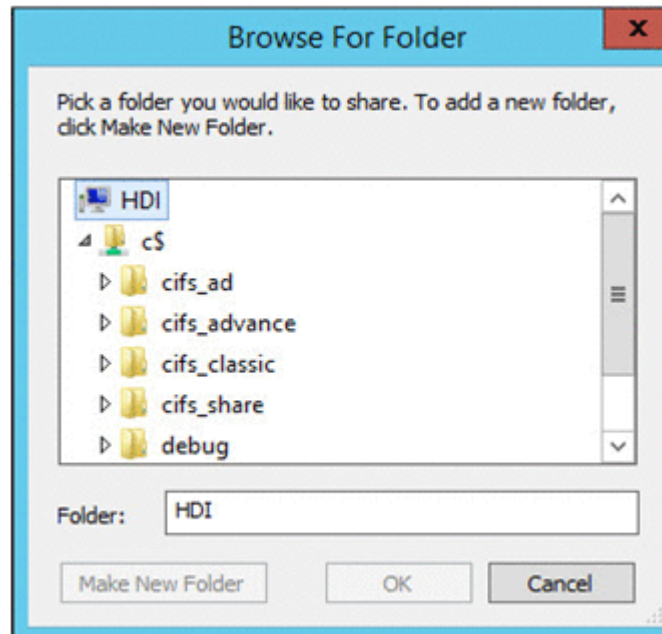 Browse For Folder
x
Pick a folder you would like to share. To add a new folder,
click Make New Folder.
HDI
c$
cifs_ad
cifs_advance
cifs_classic
cifs_share
debug
Folder: HDI
Make New Folder OK Cancel